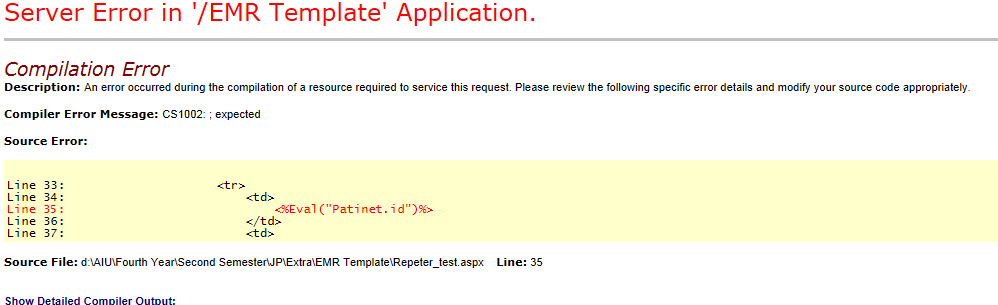 Server Error in '/EMR Template' Application.
Compilation Error
Description: An error occurred during the compilation of a resource required to service this request. Please review the following specific error details and modify your source code appropriately.
Compiler Error Message: CS1002: ; expected
Source Error:
Line 33: <tr>
Line 34: <td>
Line 35: <%Eval("Patinet.id")%>
Line 36: </td>
Line 37: <td>
Source File: d:\AIU\Fourth Year\Second Semester\JP\Extra\EMR Template\Repeter_test.aspx Line: 35
Show Detailed Compiler Output: